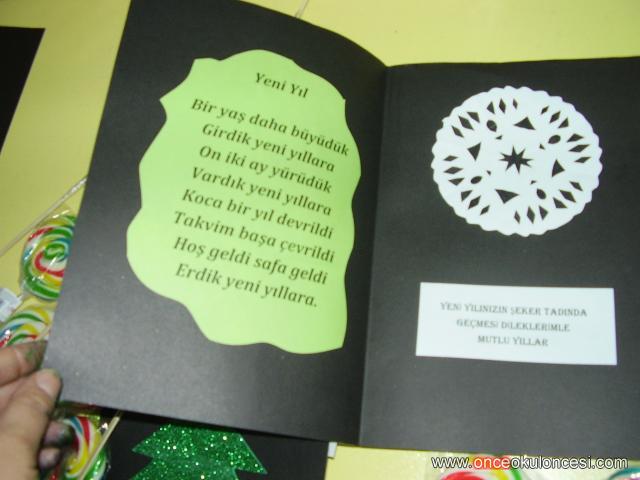 Yeni Yıl
Bir yaş daha büyüdük
Girdik yeni yıllara
On iki ay yürüdük
Vardık yeni yıllara
Koca bir yıl devrildi
Takvim başa çevrildi
Hoş geldi safa geldi
Erdik yeni yıllara.
YENİ YILINIZIN ŞEKER TADINDA
GEÇMESİ DİLEKLERİMLE
MUTLU YILLAR
www.onceokuloncesi.com